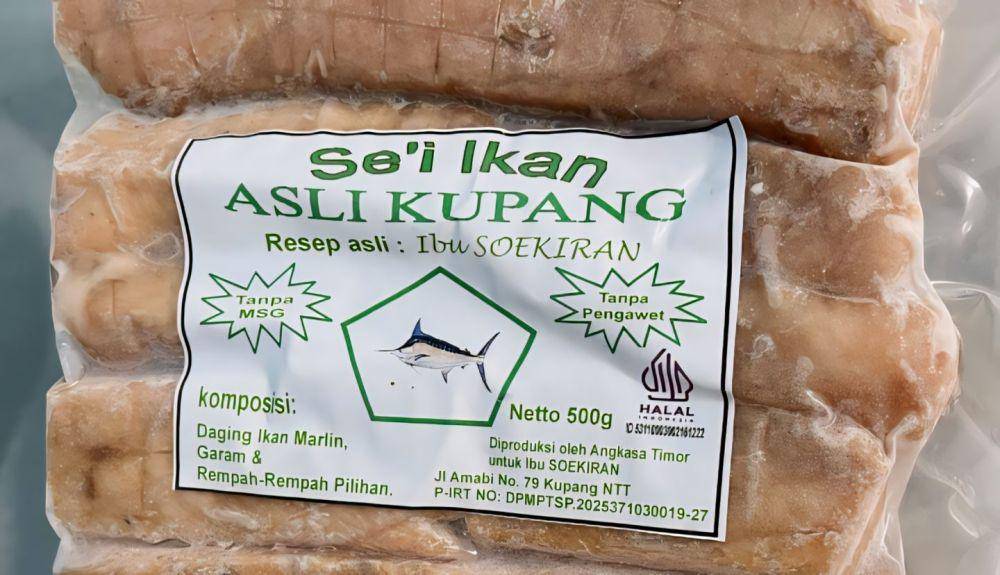 Se'i Ikan
ASLI KUPANG
Resep asli : Ibu SOEKIRAN
Tanpa
MSG
Tanpa
Pengawet
komposisi:
Daging Ikan Marlin,
Garam &
Rempah-Rempah Pilihan.
Netto 500g
HALAL
INDONESIA
Diproduksi oleh Angkasa Timor
untuk Ibu SOEKIRAN
Jl Amabi No. 79 Kupang NTT
P-IRT NO: DPMPTSP.2025371030019-27